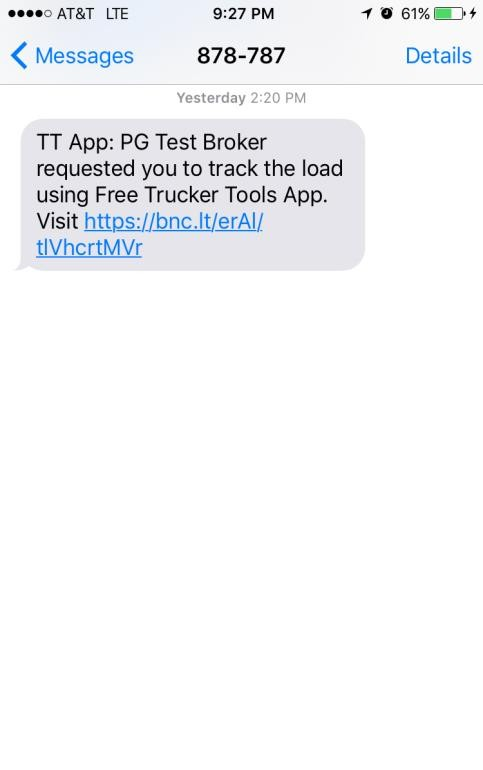 AT&T LTE 9:27 PM 61%
Messages 878-787 Details
Yesterday 2:20 PM
TT App: PG Test Broker
requested you to track the load
using Free Trucker Tools App.
Visit https://bnc.lt/erAl/
tlVhcrtMVr